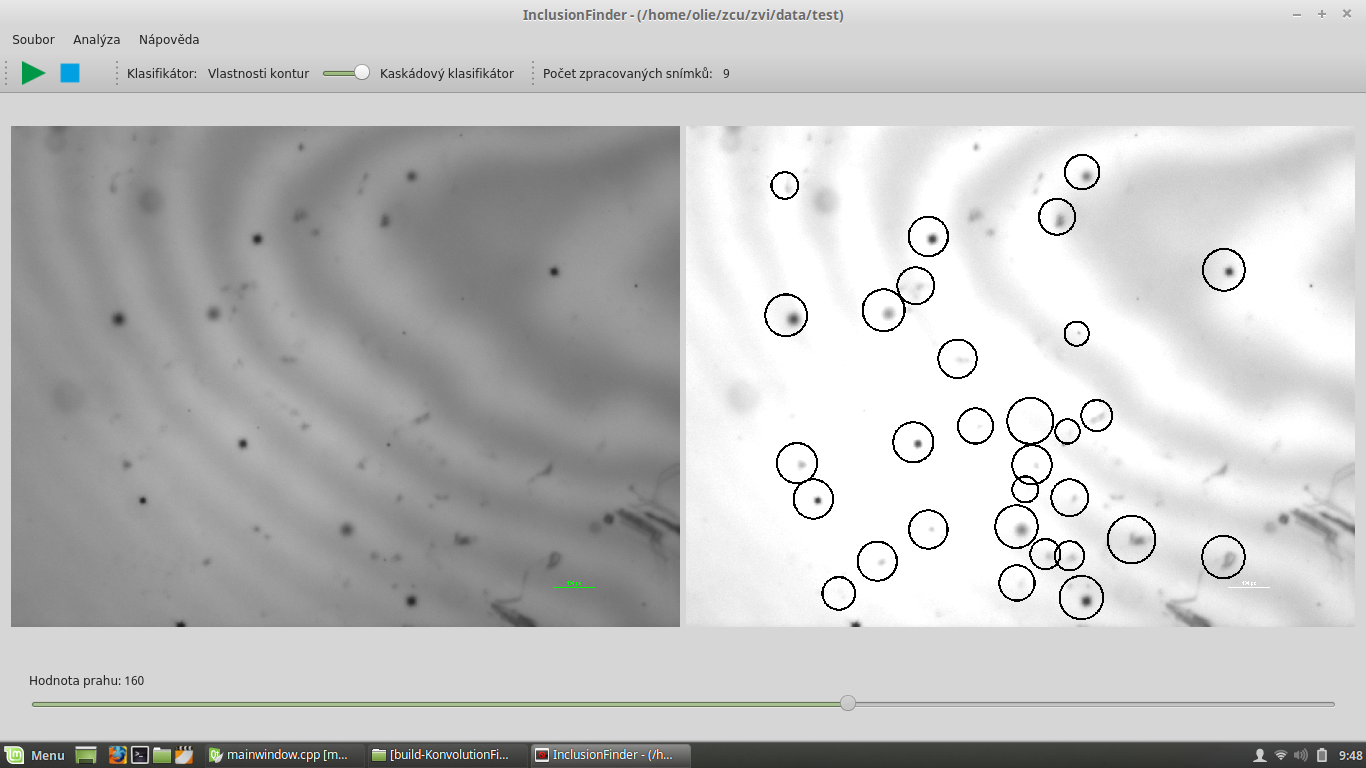 InclusionFinder - (/home/olie/zcu/zvi/data/test)
Soubor Analýza Nápověda
Klasifikátor: Vlastnosti kontur Kaskádový klasifikátor Počet zpracovaných snímků: 9
Hodnota prahu: 160
Menu mainwindow.cpp [m... [build-KonvolutionFi... InclusionFinder - (/h... 9:48